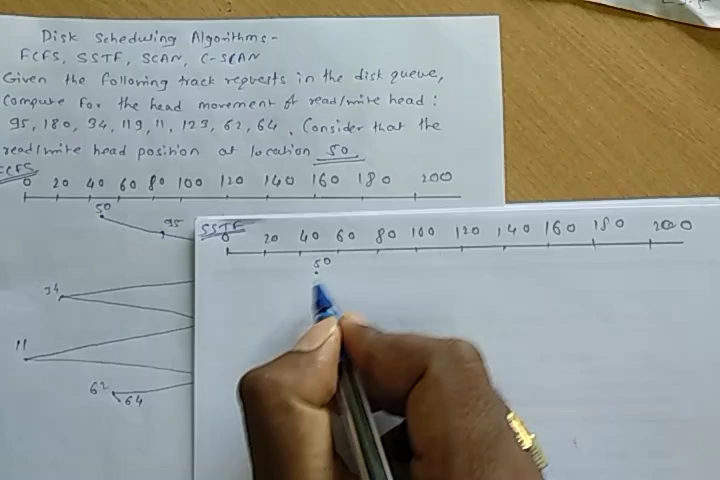 Disk Scheduling Algorithms-
FCFS, SSTF, SCAN, C-SCAN
Given the following track requests in the disk queue,
compute for the head movement of read/write head:
95, 180, 34, 119, 11, 123, 62, 64. Consider that the
read/write head position at location 50
FCFS
0 20 40 60 80 100 120 140 160 180 200
50
95
34
11
62
64
SSTF
0 20 40 60 80 100 120 140 160 180 200
50